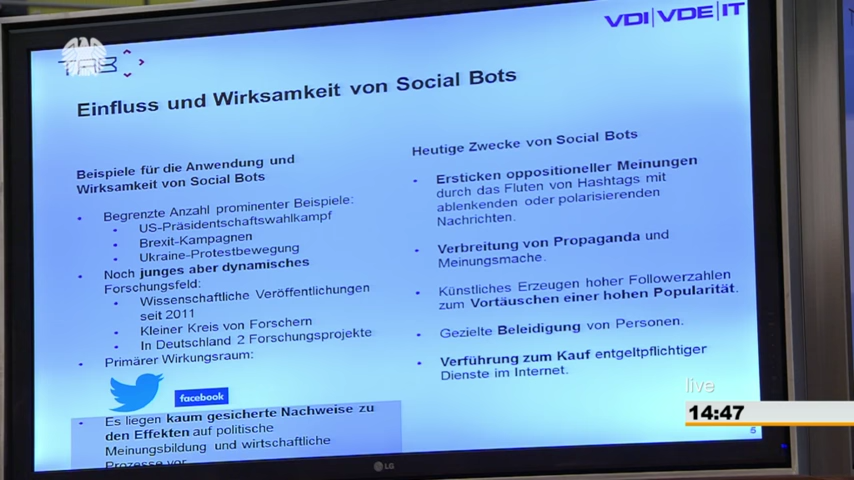 TAB
VDI|VDE|IT
Einfluss und Wirksamkeit von Social Bots
Beispiele für die Anwendung und
Wirksamkeit von Social Bots
• Begrenzte Anzahl prominenter Beispiele:
• US-Präsidentschaftswahlkampf
• Brexit-Kampagnen
• Ukraine-Protestbewegung
• Noch junges aber dynamisches
Forschungsfeld:
• Wissenschaftliche Veröffentlichungen
seit 2011
• Kleiner Kreis von Forschern
• In Deutschland 2 Forschungsprojekte
• Primärer Wirkungsraum:
facebook
• Es liegen kaum gesicherte Nachweise zu
den Effekten auf politische
Meinungsbildung und wirtschaftliche
Prozesse vor
Heutige Zwecke von Social Bots
• Ersticken oppositioneller Meinungen
durch das Fluten von Hashtags mit
ablenkenden oder polarisierenden
Nachrichten.
• Verbreitung von Propaganda und
Meinungsmache.
• Künstliches Erzeugen hoher Followerzahlen
zum Vortäuschen einer hohen Popularität.
• Gezielte Beleidigung von Personen.
• Verführung zum Kauf entgeltpflichtiger
Dienste im Internet.
5
live
14:47
LG